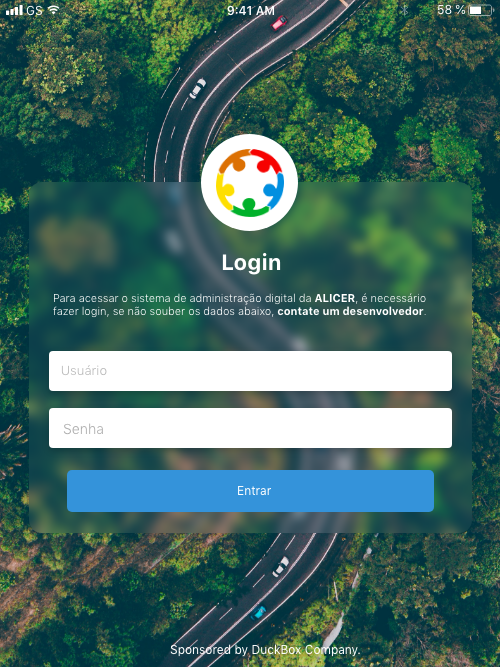 GS 9:41 AM 58 %
Login
Para acessar o sistema de administração digital da ALICER, é necessário
fazer login, se não souber os dados abaixo, contate um desenvolvedor.
Usuário
Senha
Entrar
Sponsored by DuckBox Company.